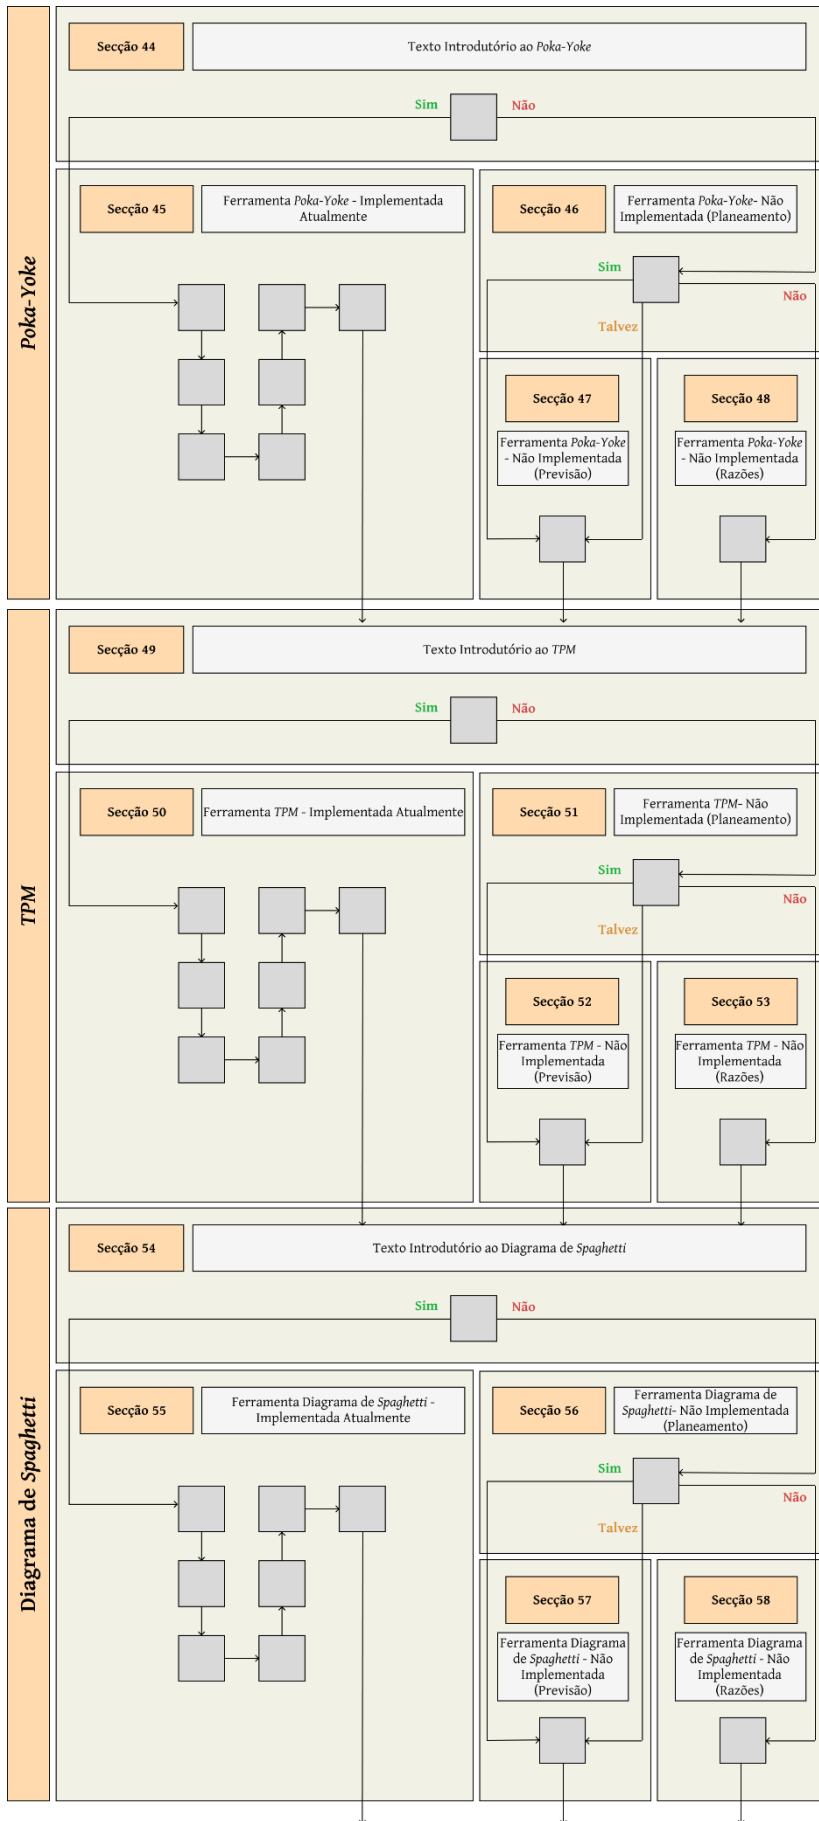 Poka-Yoke
Secção 44
Texto Introdutório ao Poka-Yoke
Sim
Não
Secção 45
Ferramenta Poka-Yoke - Implementada
Atualmente
Secção 46
Ferramenta Poka-Yoke- Não
Implementada (Planeamento)
Sim
Não
Talvez
Secção 47
Ferramenta Poka-Yoke
- Não Implementada
(Previsão)
Secção 48
Ferramenta Poka-Yoke
- Não Implementada
(Razões)
TPM
Secção 49
Texto Introdutório ao TPM
Sim
Não
Secção 50
Ferramenta TPM - Implementada Atualmente
Secção 51
Ferramenta TPM- Não
Implementada (Planeamento)
Sim
Não
Talvez
Secção 52
Ferramenta TPM - Não
Implementada
(Previsão)
Secção 53
Ferramenta TPM - Não
Implementada
(Razões)
Diagrama de Spaghetti
Secção 54
Texto Introdutório ao Diagrama de Spaghetti
Sim
Não
Secção 55
Ferramenta Diagrama de Spaghetti -
Implementada Atualmente
Secção 56
Ferramenta Diagrama de
Spaghetti- Não Implementada
(Planeamento)
Sim
Não
Talvez
Secção 57
Ferramenta Diagrama
de Spaghetti - Não
Implementada
(Previsão)
Secção 58
Ferramenta Diagrama
de Spaghetti - Não
Implementada
(Razões)